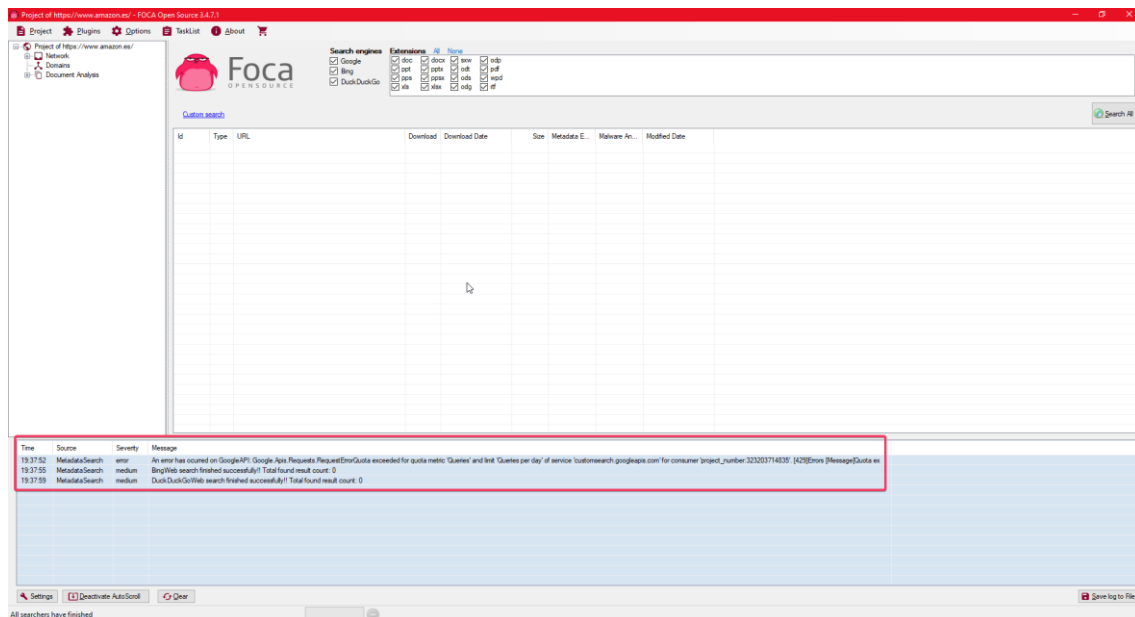 Project of https://www.amazon.es/ - FOCA Open Source 3.4.7.1
Project Plugins Options TaskList About
Project of https://www.amazon.es/
Network
Domains
Document Analysis
Foca
OPENSOURCE
Search engines
Google
Bing
DuckDuckGo
Extensions All None
doc docx sxw odp
ppt pptx odt pdf
pps ppsx ods wpd
xls xlsx odg rtf
Custom search
Search All
Id Type URL Download Download Date Size Metadata E... Malware An... Modified Date
Time Source Severity Message
19:37:52 MetadataSearch error An error has ocurred on GoogleAPI: Google.Apis.Requests.RequestErrorQuota exceeded for quota metric 'Queries' and limit 'Queries per day' of service 'customsearch.googleapis.com' for consumer 'project_number:323203714835'. [429]Errors [Message[Quota ex
19:37:55 MetadataSearch medium BingWeb search finished successfully!! Total found result count: 0
19:37:59 MetadataSearch medium DuckDuckGoWeb search finished successfully!! Total found result count: 0
Settings Deactivate AutoScroll Clear
Save log to File
All searchers have finished